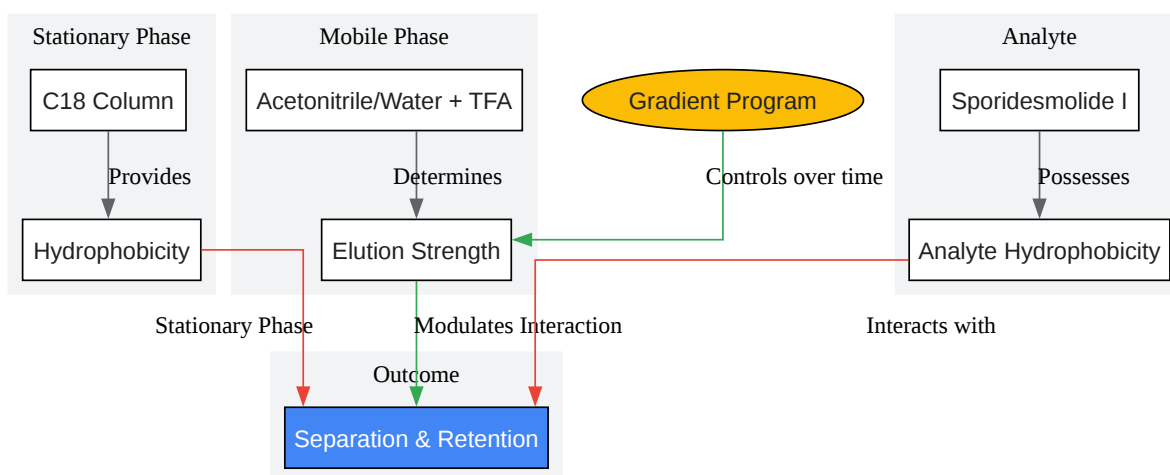 Stationary Phase
Mobile Phase
Analyte
C18 Column
Acetonitrile/Water + TFA
Gradient Program
Sporidesmolide I
Provides
Determines
Controls over time
Possesses
Hydrophobicity
Elution Strength
Analyte Hydrophobicity
Stationary Phase
Modulates Interaction
Interacts with
Outcome
Separation & Retention